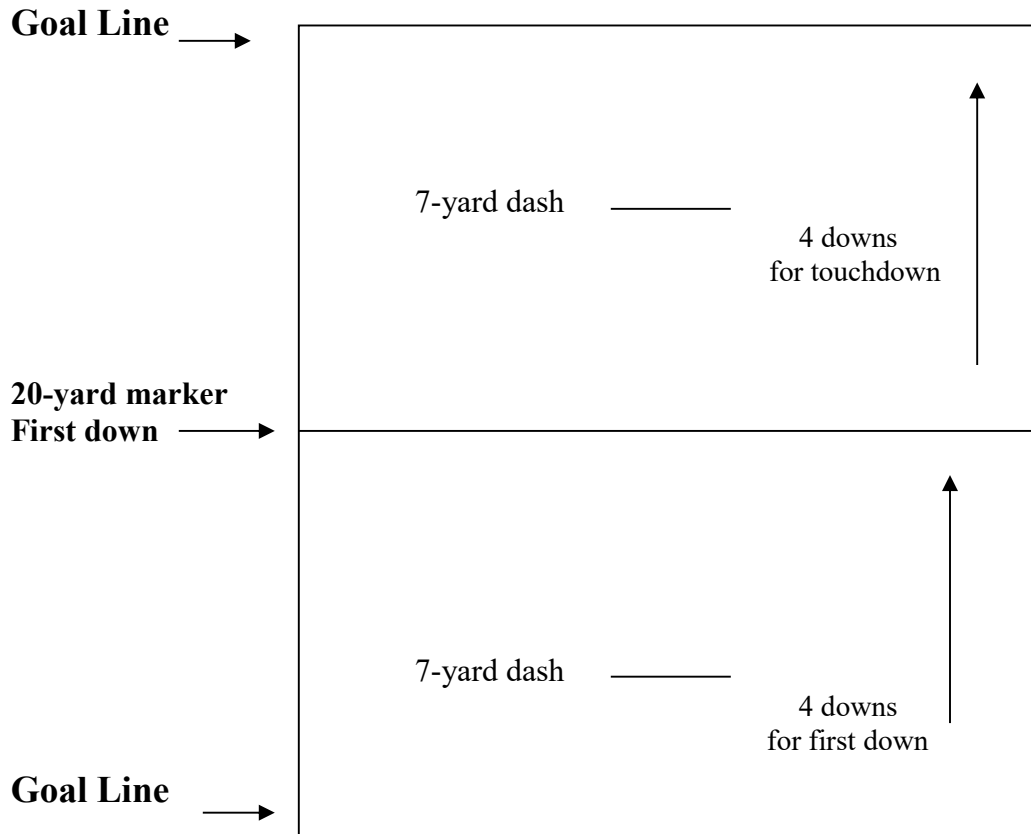 Goal Line
7-yard dash
4 downs
for touchdown
20-yard marker
First down
7-yard dash
4 downs
for first down
Goal Line